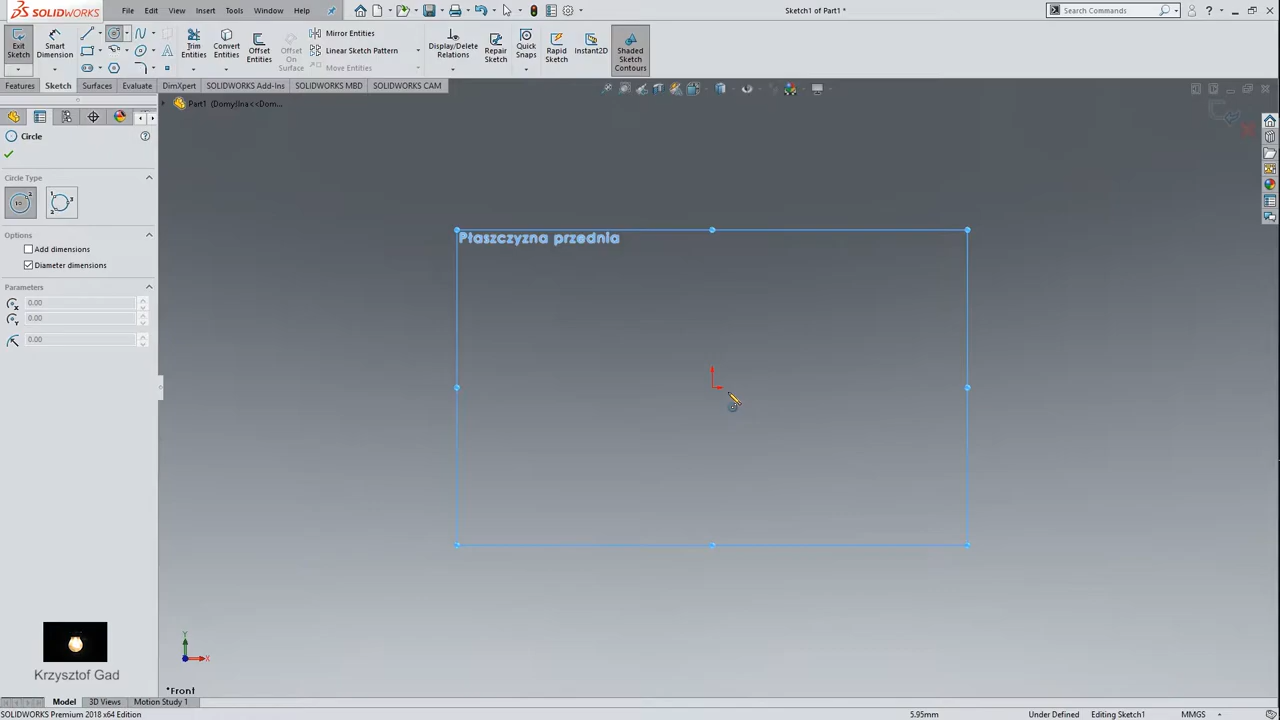 SOLIDWORKS
File Edit View Insert Tools Window Help
Sketch1 of Part1 *
Search Commands
Exit Sketch
Smart Dimension
Trim Entities
Convert Entities
Offset Entities
Offset On Surface
Mirror Entities
Linear Sketch Pattern
Move Entities
Display/Delete Relations
Repair Sketch
Quick Snaps
Rapid Sketch
Instant2D
Shaded Sketch Contours
Features Sketch Surfaces Evaluate DimXpert SOLIDWORKS Add-Ins SOLIDWORKS MBD SOLIDWORKS CAM
Part1 (Domyślna<<Dom...
Circle
Circle Type
Options
Add dimensions
Diameter dimensions
Parameters
0.00
0.00
0.00
Płaszczyzna przednia
Krzysztof Gad
Y
X
*Front
Model 3D Views Motion Study 1
SOLIDWORKS Premium 2018 x64 Edition
5.95mm Under Defined Editing Sketch1 MMGS